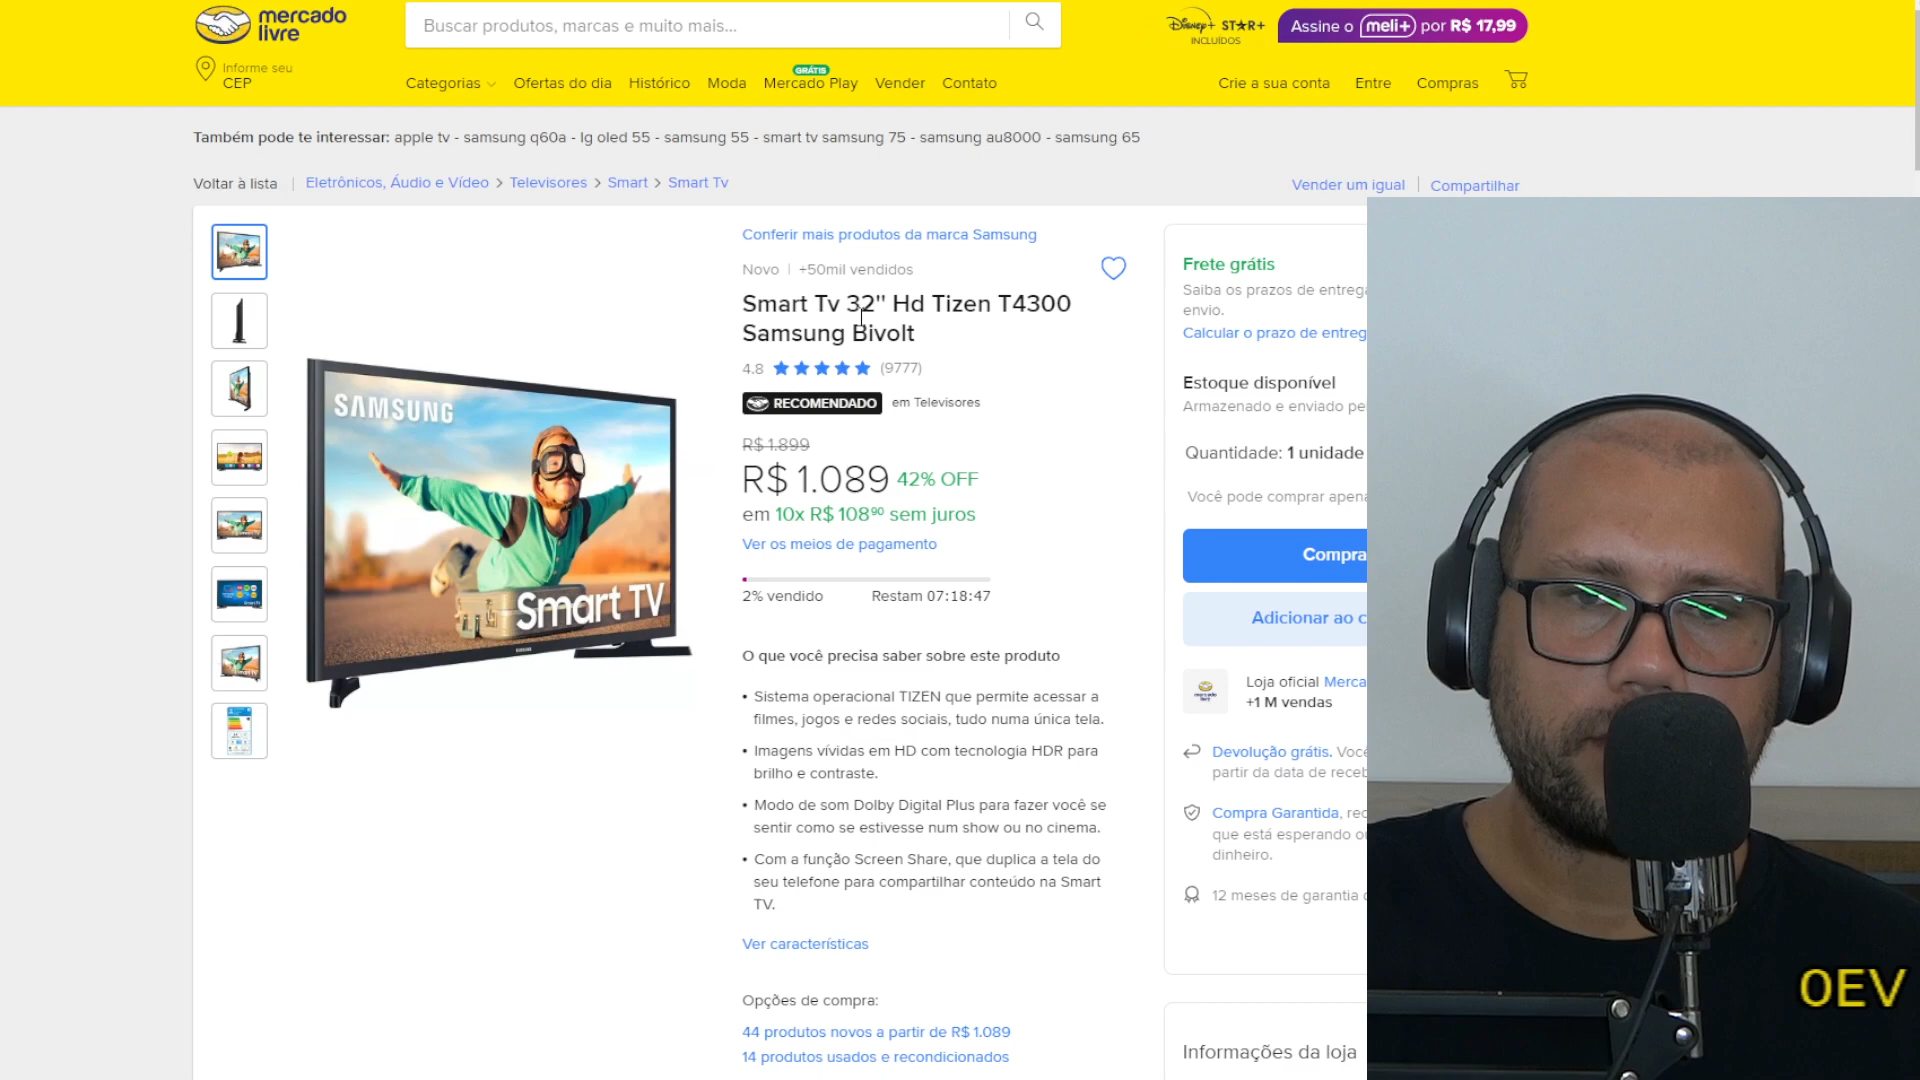 mercado
livre
Buscar produtos, marcas e muito mais...
Disney+ STAR+
INCLUÍDOS
Assine o meli+ por R$ 17,99
Informe seu
CEP
Categorias
Ofertas do dia
Histórico
Moda
GRÁTIS
Mercado Play
Vender
Contato
Crie a sua conta
Entre
Compras
Também pode te interessar: apple tv - samsung q60a - lg oled 55 - samsung 55 - smart tv samsung 75 - samsung au8000 - samsung 65
Voltar à lista | Eletrônicos, Áudio e Vídeo > Televisores > Smart > Smart Tv
Vender um igual | Compartilhar
Conferir mais produtos da marca Samsung
Novo | +50mil vendidos
Smart Tv 32'' Hd Tizen T4300
Samsung Bivolt
4.8 (9777)
RECOMENDADO em Televisores
R$ 1.899
R$ 1.089 42% OFF
em 10x R$ 108⁹⁰ sem juros
Ver os meios de pagamento
2% vendido Restam 07:18:47
O que você precisa saber sobre este produto
• Sistema operacional TIZEN que permite acessar a
filmes, jogos e redes sociais, tudo numa única tela.
• Imagens vívidas em HD com tecnologia HDR para
brilho e contraste.
• Modo de som Dolby Digital Plus para fazer você se
sentir como se estivesse num show ou no cinema.
• Com a função Screen Share, que duplica a tela do
seu telefone para compartilhar conteúdo na Smart
TV.
Ver características
Opções de compra:
44 produtos novos a partir de R$ 1.089
14 produtos usados e recondicionados
SAMSUNG
Smart TV
SAMSUNG
Frete grátis
Saiba os prazos de entrega
envio.
Calcular o prazo de entreg
Estoque disponível
Armazenado e enviado pe
Quantidade: 1 unidade
Você pode comprar apena
Compra
Adicionar ao c
mercado
livre
Loja oficial Merca
+1 M vendas
Devolução grátis. Você
partir da data de receb
Compra Garantida, rec
que está esperando ou
dinheiro.
12 meses de garantia d
Informações da loja
OEV